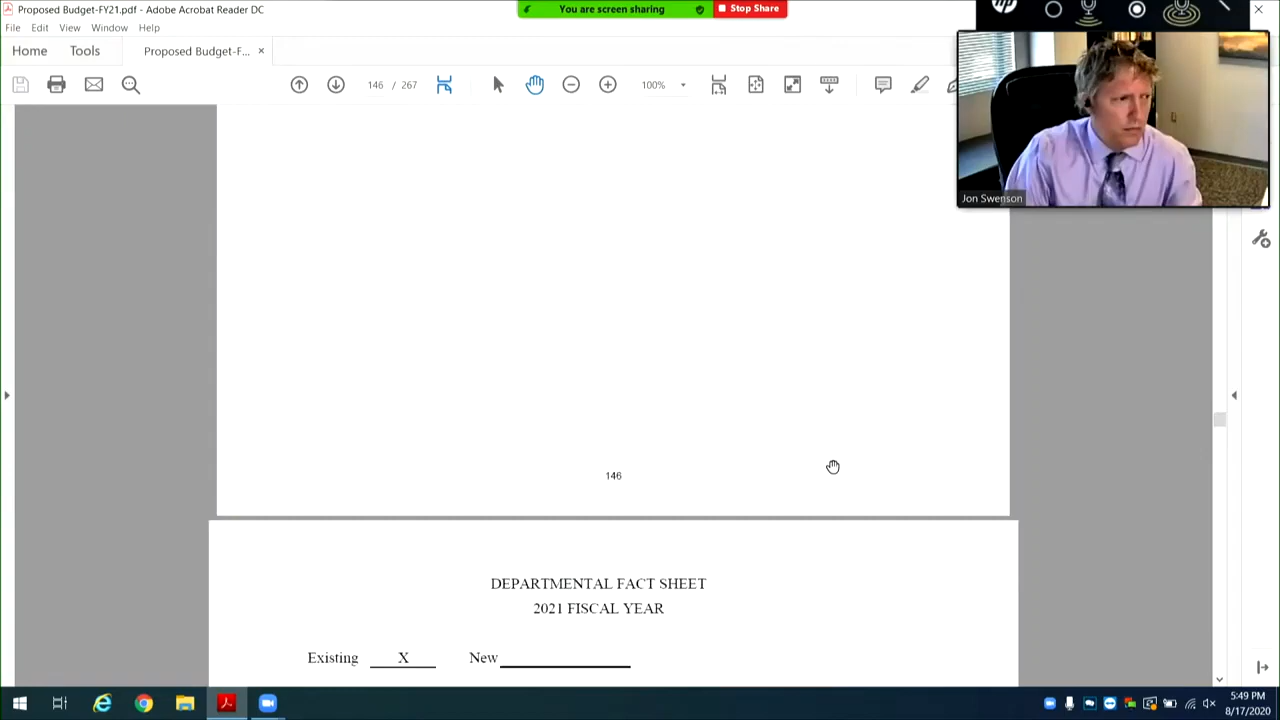 Proposed Budget-FY21.pdf - Adobe Acrobat Reader DC
You are screen sharing
Stop Share
File Edit View Window Help
Home Tools Proposed Budget-F... ×
146 / 267
100%
Jon Swenson
146
DEPARTMENTAL FACT SHEET
2021 FISCAL YEAR
Existing X New
5:49 PM
8/17/2020